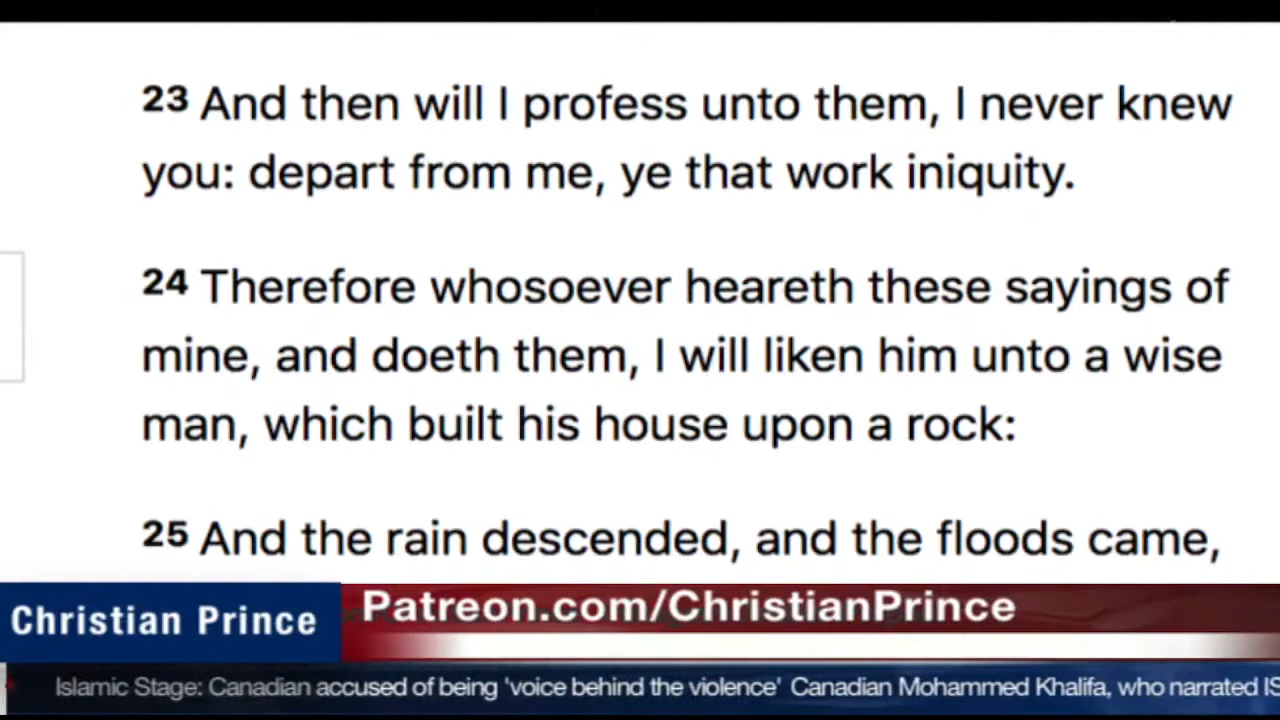 23 And then will I profess unto them, I never knew
you: depart from me, ye that work iniquity.
24 Therefore whosoever heareth these sayings of
mine, and doeth them, I will liken him unto a wise
man, which built his house upon a rock:
25 And the rain descended, and the floods came,
Christian Prince
Patreon.com/ChristianPrince
Islamic Stage: Canadian accused of being 'voice behind the violence' Canadian Mohammed Khalifa, who narrated IS